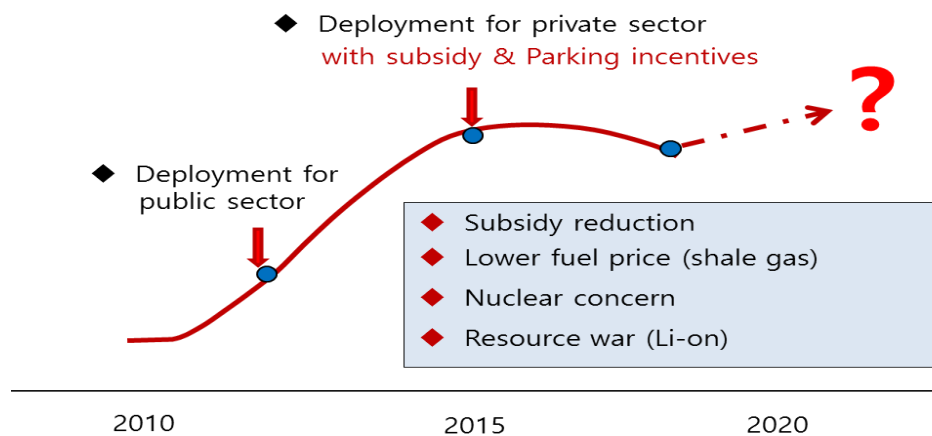 ◆ Deployment for private sector
with subsidy & Parking incentives
?
◆ Deployment for
public sector
◆ Subsidy reduction
◆ Lower fuel price (shale gas)
◆ Nuclear concern
◆ Resource war (Li-on)
2010 2015 2020